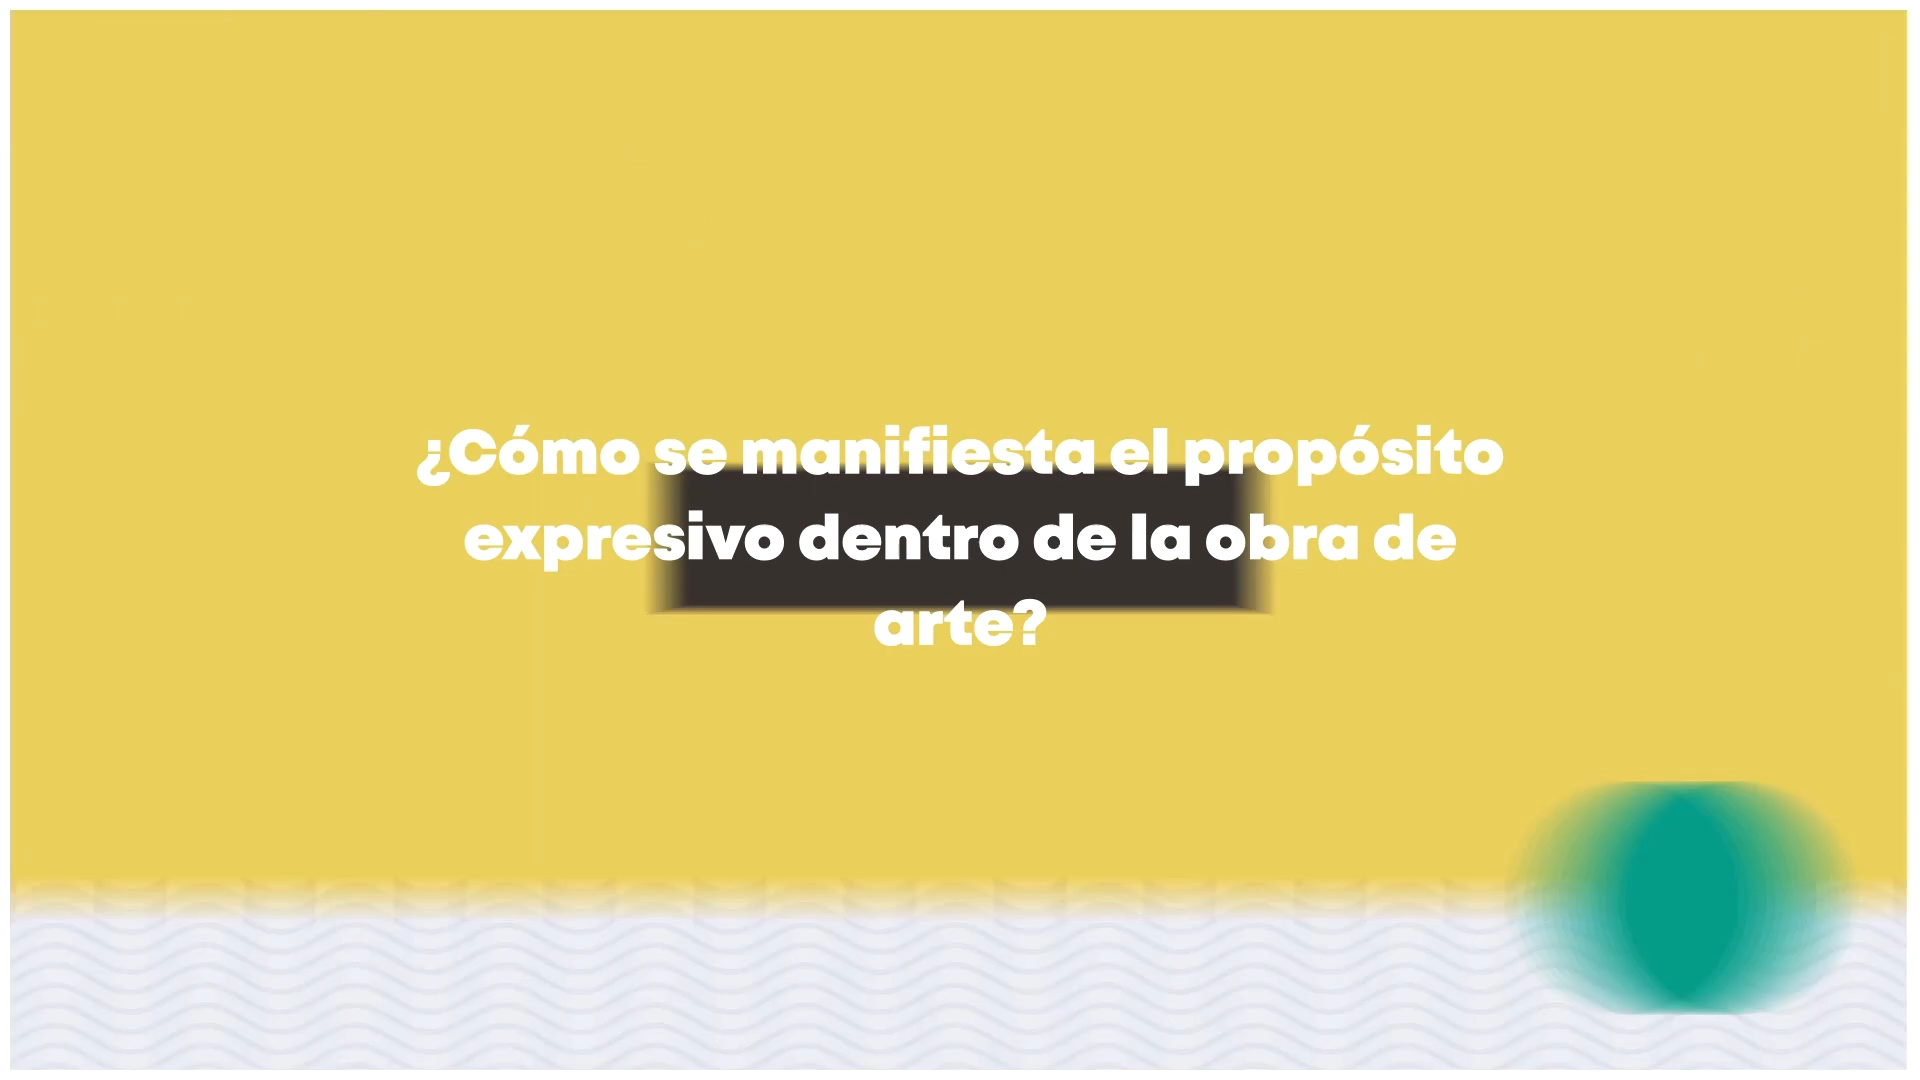 ¿Cómo se manifiesta el propósito
expresivo dentro de la obra de
arte?